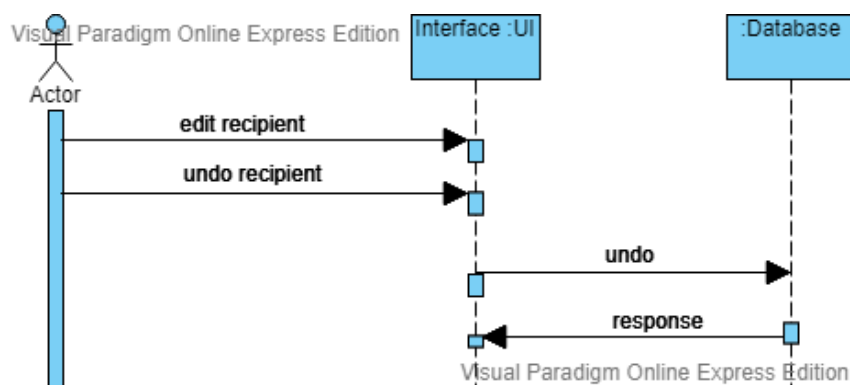 Visual Paradigm Online Express Edition
Interface :UI
:Database
Actor
edit recipient
undo recipient
undo
response
Visual Paradigm Online Express Edition